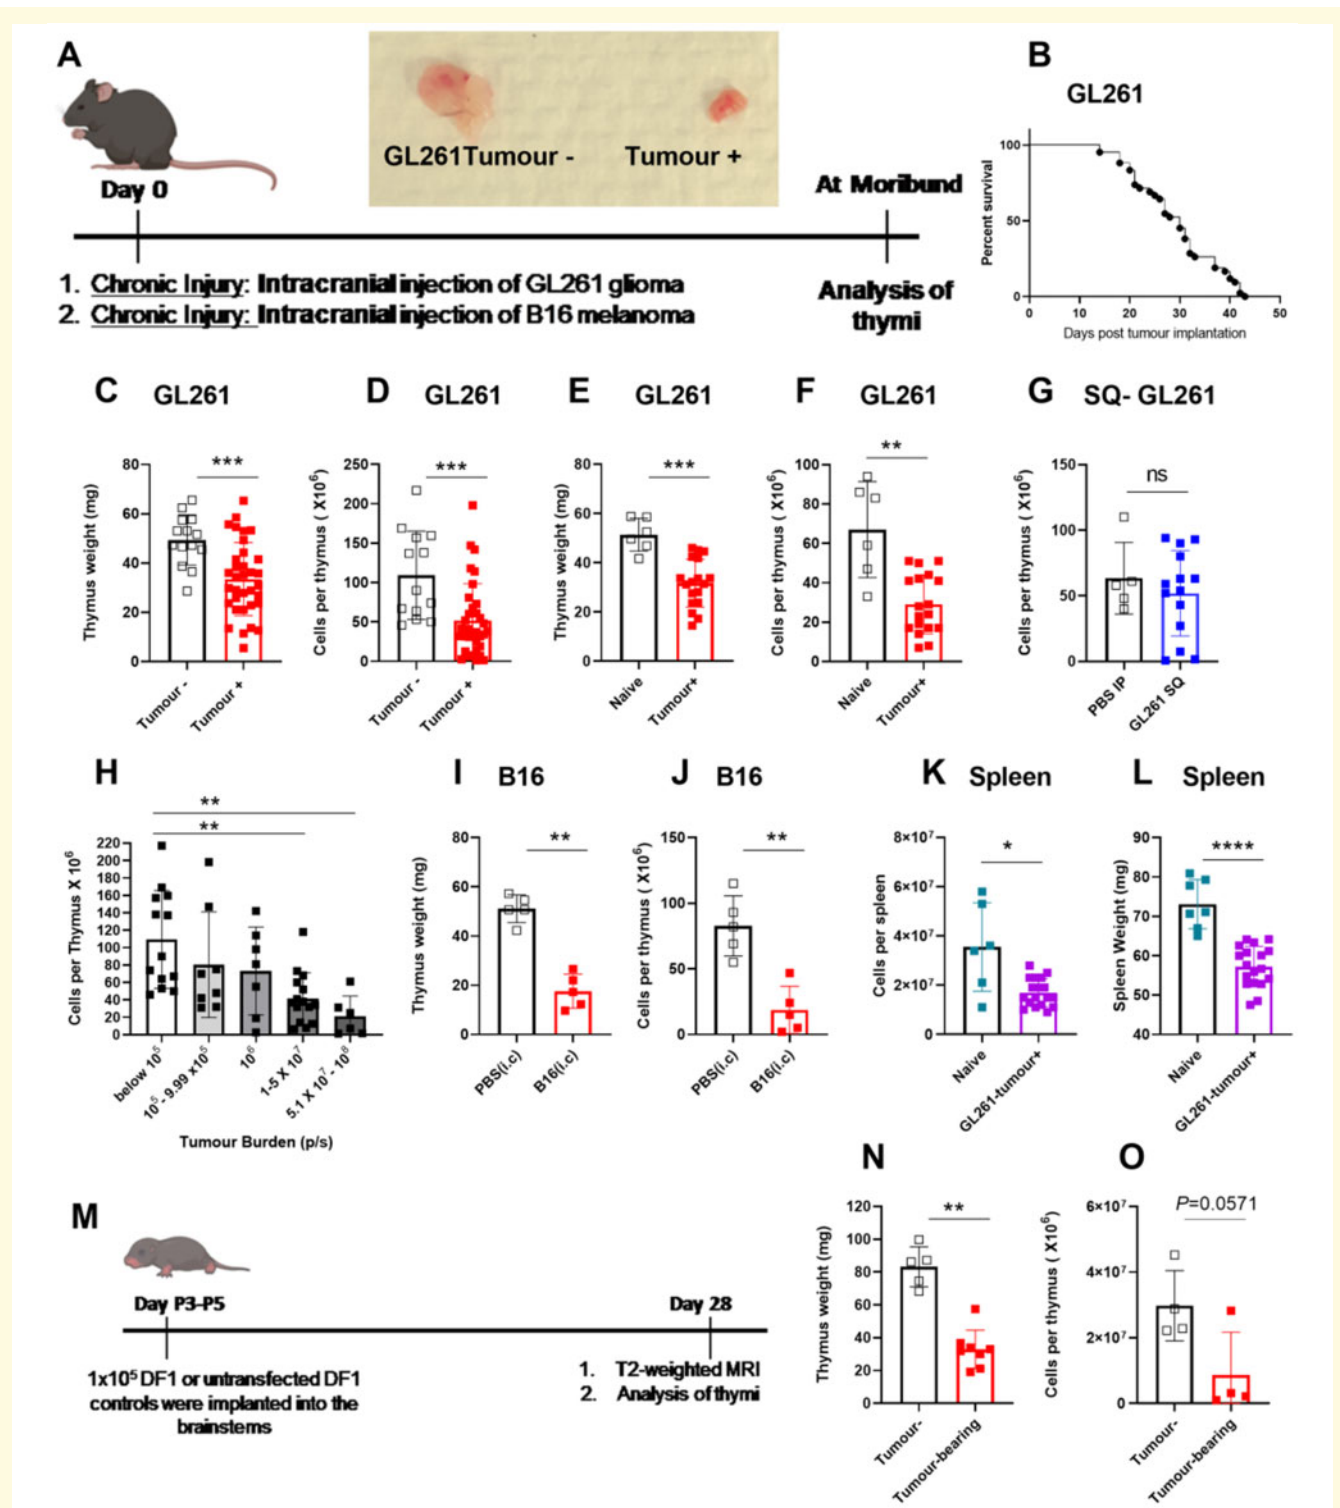 A
GL261Tumour -
Tumour +
Day 0
At Moribund
1. Chronic Injury: Intracranial injection of GL261 glioma
2. Chronic Injury: Intracranial injection of B16 melanoma
Analysis of
thymi
B
GL261
Percent survival
100
50
0
0 10 20 30 40 50
Days post tumour implantation
C GL261
Thymus weight (mg)
80
60
40
20
0
***
Tumour -
Tumour +
D GL261
Cells per thymus ( X10⁶)
250
200
150
100
50
0
***
Tumour -
Tumour +
E GL261
Thymus weight (mg)
80
60
40
20
0
***
Naive
Tumour+
F GL261
Cells per thymus ( X10⁶)
100
80
60
40
20
0
**
Naive
Tumour+
G SQ- GL261
Cells per thymus ( X10⁶)
150
100
50
0
ns
PBS IP
GL261 SQ
H
Cells per Thymus X 10⁶
220
200
180
160
140
120
100
80
60
40
20
0
**
**
below 10⁵
10⁵ - 9.99 x10⁵
10⁶
1-5 X 10⁷
5.1 X 10⁷ - 10⁸
Tumour Burden (p/s)
I B16
Thymus weight (mg)
80
60
40
20
0
**
PBS(i.c)
B16(i.c)
J B16
Cells per thymus ( X10⁶)
150
100
50
0
**
PBS(i.c)
B16(i.c)
K Spleen
Cells per spleen
8×10⁷
6×10⁷
4×10⁷
2×10⁷
0
*
Naive
GL261-tumour+
L Spleen
Spleen Weight (mg)
90
80
70
60
50
40
****
Naive
GL261-tumour+
M
Day P3-P5
Day 28
1x10⁵ DF1 or untransfected DF1
controls were implanted into the
brainstems
1. T2-weighted MRI
2. Analysis of thymi
N
Thymus weight (mg)
120
100
80
60
40
20
0
**
Tumour-
Tumour-bearing
O
Cells per thymus ( X10⁶)
6×10⁷
4×10⁷
2×10⁷
0
P=0.0571
Tumour-
Tumour-bearing